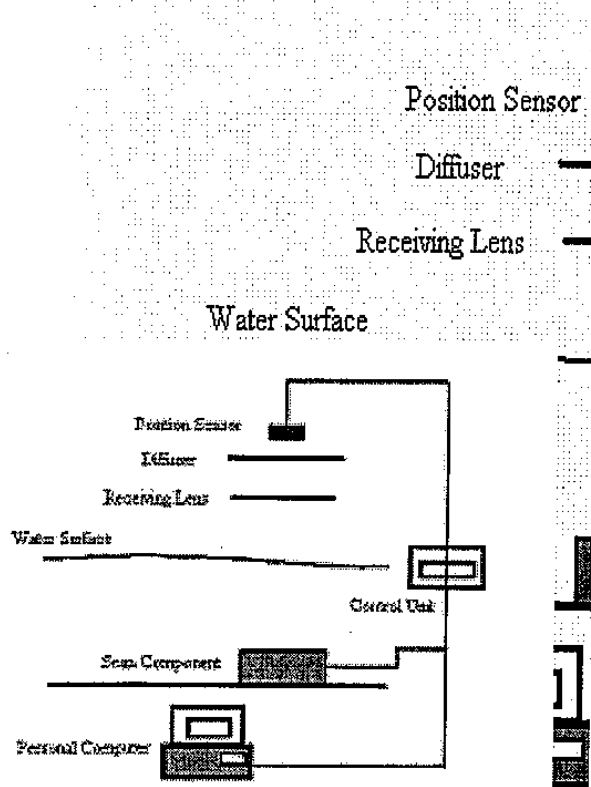 Position Sensor
Diffuser
Receiving Lens
Water Surface
Position Sensor
Diffuser
Receiving Lens
Water Surface
Control Unit
Scan Component
Personal Computer